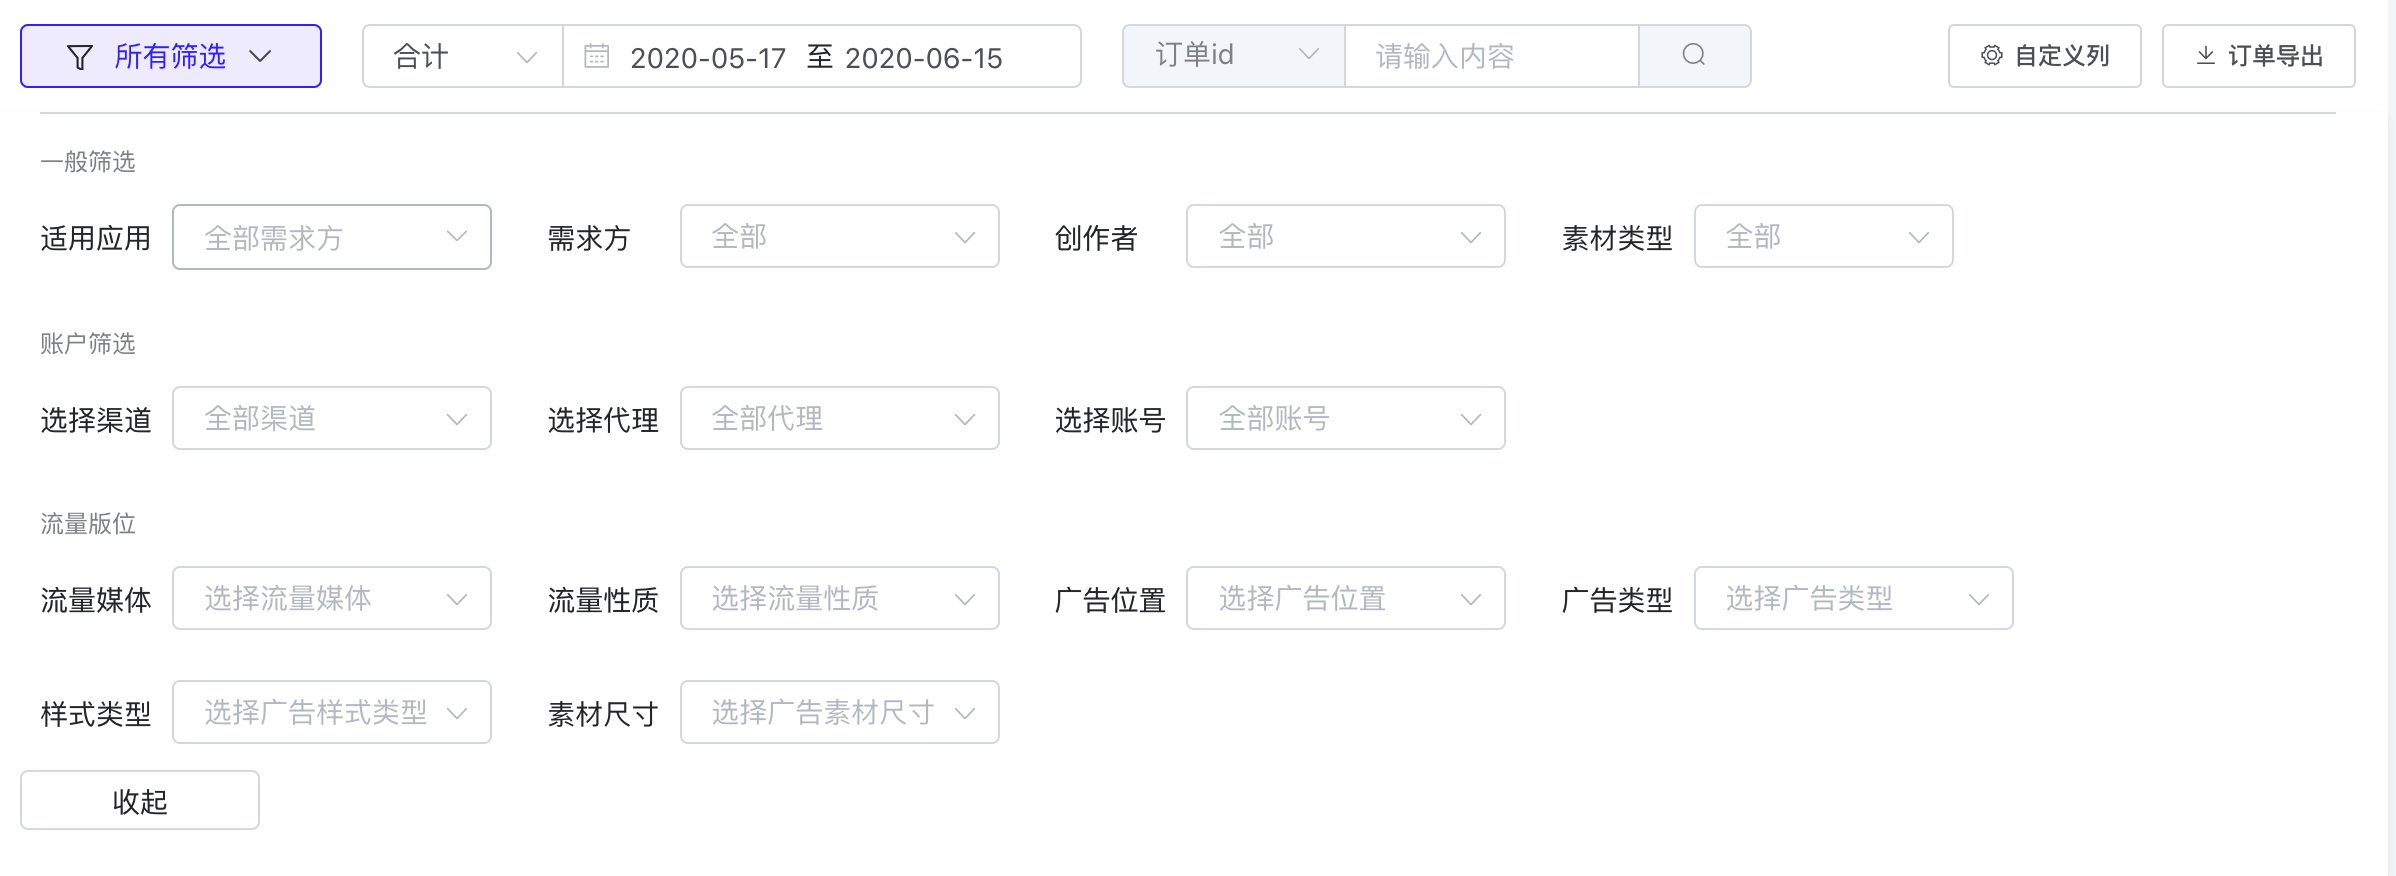 所有筛选 合计 2020-05-17 至 2020-06-15 订单id 请输入内容 自定义列 订单导出
一般筛选
适用应用 全部需求方 需求方 全部 创作者 全部 素材类型 全部
账户筛选
选择渠道 全部渠道 选择代理 全部代理 选择账号 全部账号
流量版位
流量媒体 选择流量媒体 流量性质 选择流量性质 广告位置 选择广告位置 广告类型 选择广告类型
样式类型 选择广告样式类型 素材尺寸 选择广告素材尺寸
收起